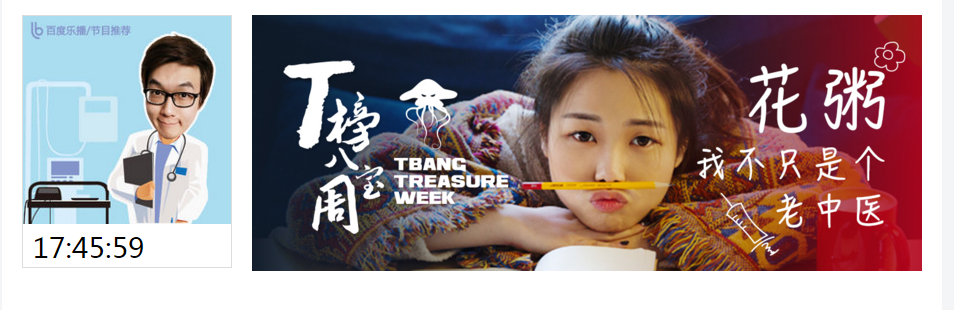 百度乐播/节目推荐
17:45:59
T榜
八宝
周
TBANG
TREASURE
WEEK
花粥
我不只是个
老中医